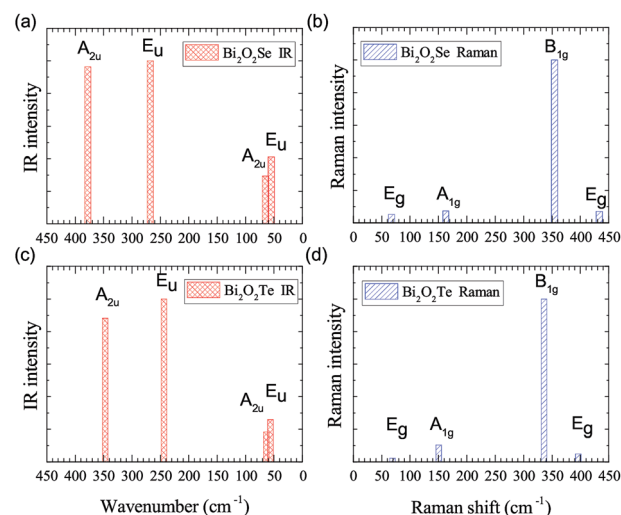 (a)
A2u
Eu
Bi2O2Se IR
A2u
Eu
IR intensity
450 400 350 300 250 200 150 100 50 0
(b)
B1g
Bi2O2Se Raman
Eg
A1g
Eg
Raman intensity
0 50 100 150 200 250 300 350 400 450
(c)
A2u
Eu
Bi2O2Te IR
A2u
Eu
IR intensity
450 400 350 300 250 200 150 100 50 0
Wavenumber (cm-1)
(d)
B1g
Bi2O2Te Raman
Eg
A1g
Eg
Raman intensity
0 50 100 150 200 250 300 350 400 450
Raman shift (cm-1)